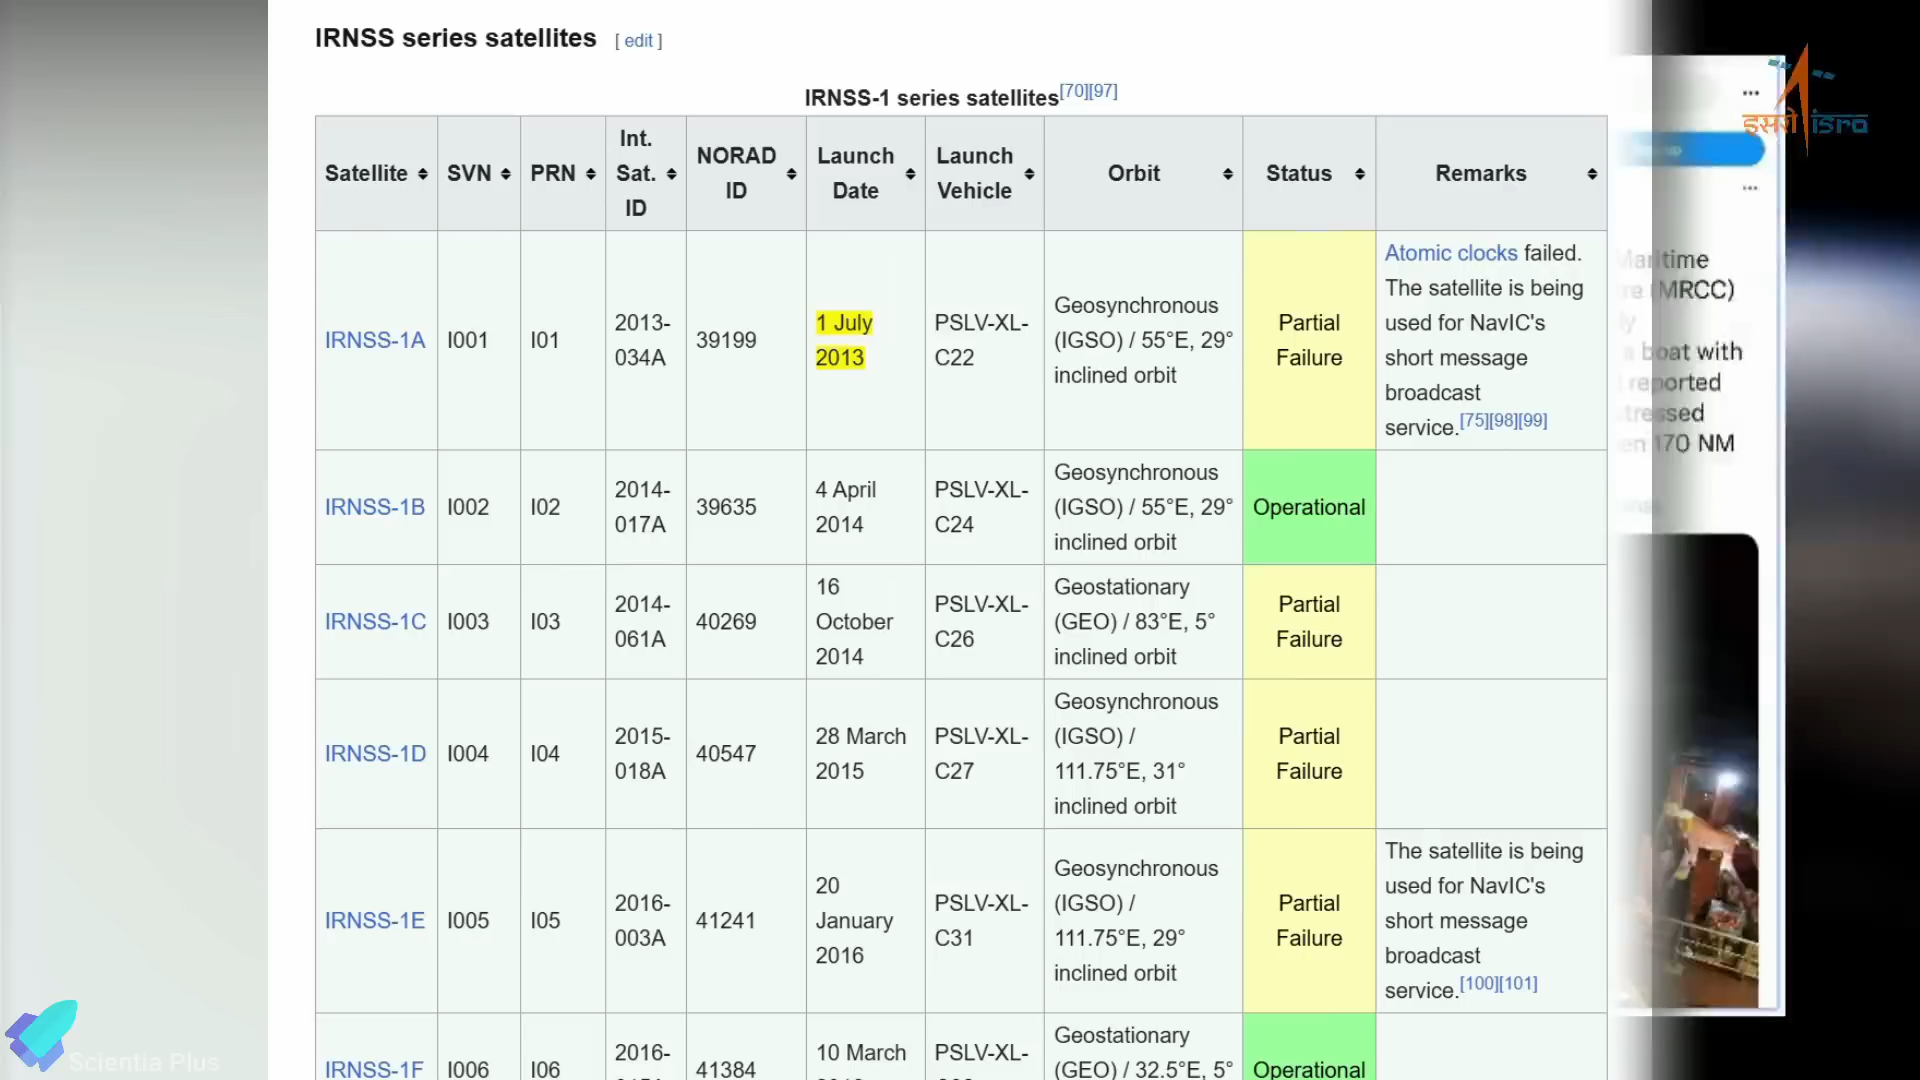 IRNSS series satellites [ edit ]
IRNSS-1 series satellites[70][97]
Satellite SVN PRN Int. Sat. ID NORAD ID Launch Date Launch Vehicle Orbit Status Remarks
IRNSS-1A I001 I01 2013-034A 39199 1 July 2013 PSLV-XL-C22 Geosynchronous (IGSO) / 55°E, 29° inclined orbit Partial Failure Atomic clocks failed. The satellite is being used for NavIC's short message broadcast service.[75][98][99]
IRNSS-1B I002 I02 2014-017A 39635 4 April 2014 PSLV-XL-C24 Geosynchronous (IGSO) / 55°E, 29° inclined orbit Operational
IRNSS-1C I003 I03 2014-061A 40269 16 October 2014 PSLV-XL-C26 Geostationary (GEO) / 83°E, 5° inclined orbit Partial Failure
IRNSS-1D I004 I04 2015-018A 40547 28 March 2015 PSLV-XL-C27 Geosynchronous (IGSO) / 111.75°E, 31° inclined orbit Partial Failure
IRNSS-1E I005 I05 2016-003A 41241 20 January 2016 PSLV-XL-C31 Geosynchronous (IGSO) / 111.75°E, 29° inclined orbit Partial Failure The satellite is being used for NavIC's short message broadcast service.[100][101]
IRNSS-1F I006 I06 2016- 41384 10 March PSLV-XL- Geostationary (GEO) / 32.5°E, 5° Operational
इसरो isro
Maritime
(MRCC)
boat with
reported
170 NM
Scientia Plus